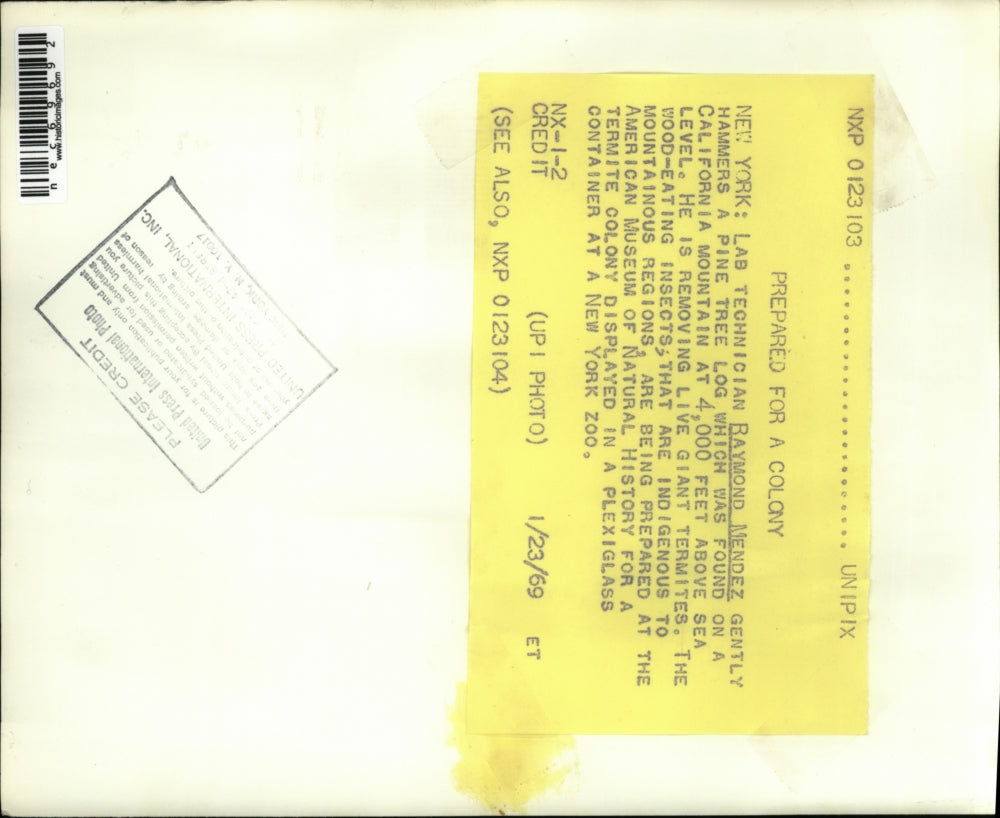 NXP 0123103 .......................... UNIPIX
PREPARED FOR A COLONY
NEW YORK: LAB TECHNICIAN RAYMOND MENDEZ GENTLY
HAMMERS A PINE TREE LOG WHICH WAS FOUND ON A
CALIFORNIA MOUNTAIN AT 4,000 FEET ABOVE SEA
LEVEL. HE IS REMOVING LIVE GIANT TERMITES. THE
WOOD-EATING INSECTS, THAT ARE INDIGENOUS TO
MOUNTAINOUS REGIONS, ARE BEING PREPARED AT THE
AMERICAN MUSEUM OF NATURAL HISTORY FOR A
TERMITE COLONY DISPLAYED IN A PLEXIGLASS
CONTAINER AT A NEW YORK ZOO.
NX-1-2
CREDIT (UPI PHOTO) 1/23/69 ET
(SEE ALSO, NXP 0123104)
PLEASE CREDIT
United Press International Photo
UNITED PRESS INTERNATIONAL, INC.
N. Y. 10017
www.historicimages.com
nec69692